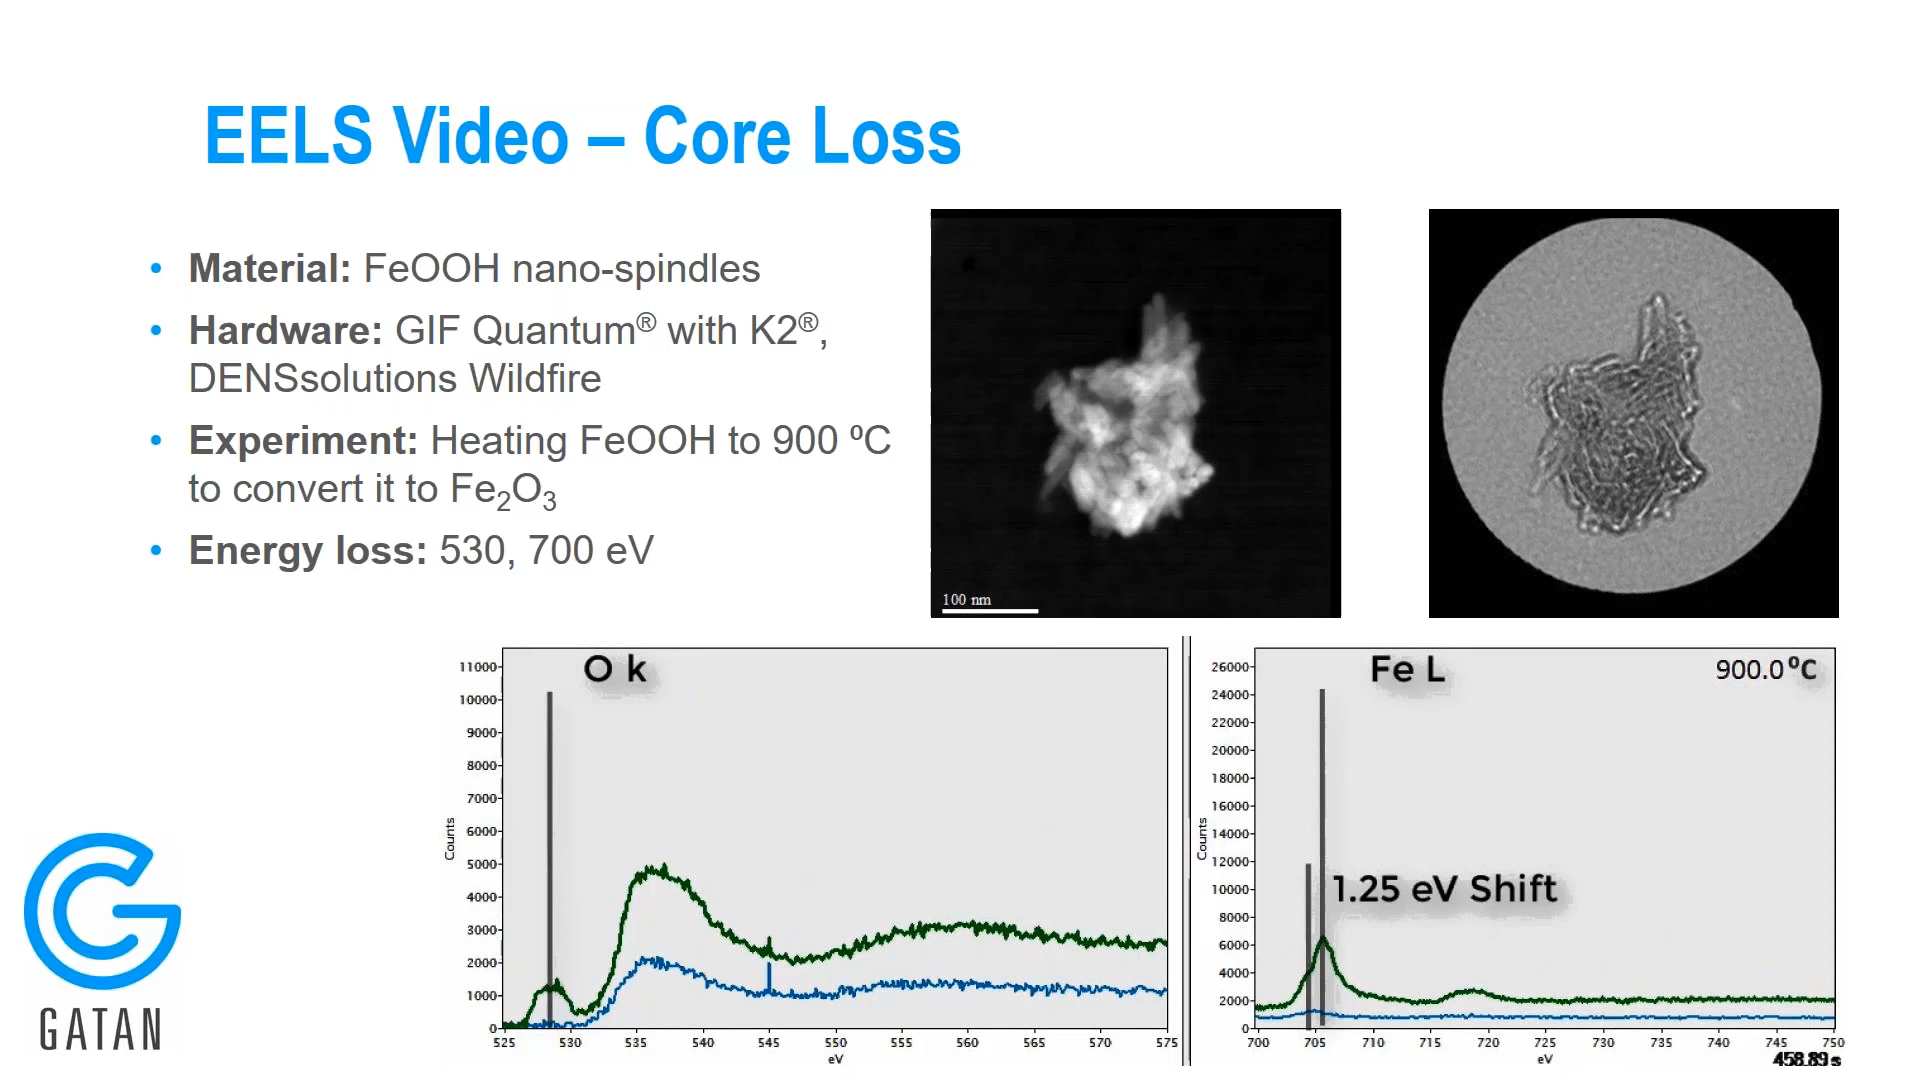 EELS Video – Core Loss
• Material: FeOOH nano-spindles
• Hardware: GIF Quantum® with K2®,
DENSsolutions Wildfire
• Experiment: Heating FeOOH to 900 ºC
to convert it to Fe₂O₃
• Energy loss: 530, 700 eV
100 nm
O k
11000
10000
9000
8000
7000
6000
5000
4000
3000
2000
1000
0
Counts
525 530 535 540 545 550 555 560 565 570 575
eV
Fe L
900.0 ºC
1.25 eV Shift
26000
24000
22000
20000
18000
16000
14000
12000
10000
8000
6000
4000
2000
0
Counts
700 705 710 715 720 725 730 735 740 745 750
eV
458.89 s
GATAN